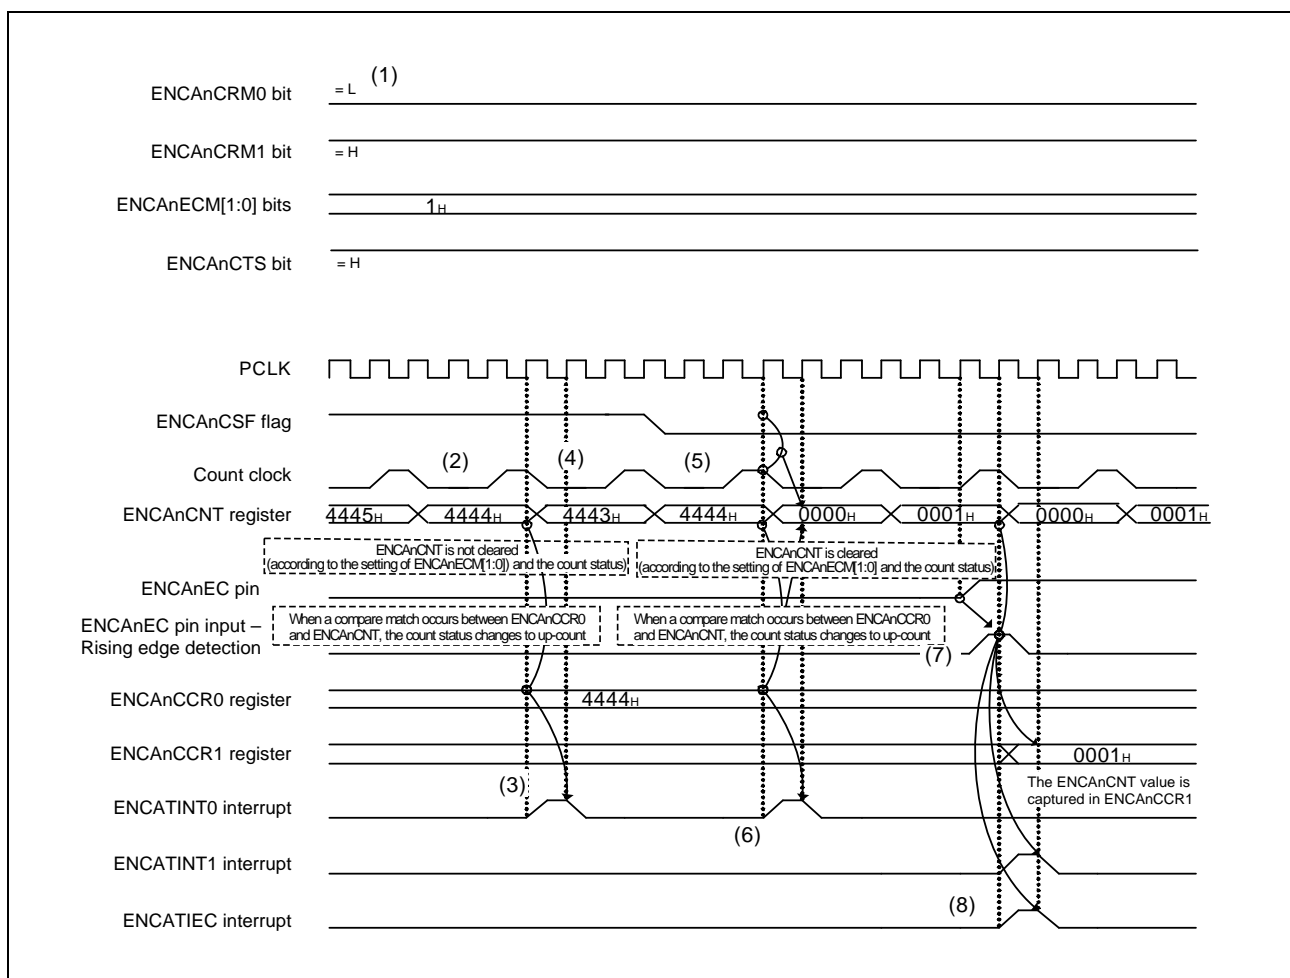 (1)
ENCAnCRM0 bit = L
ENCAnCRM1 bit = H
ENCAnECM[1:0] bits 1H
ENCAnCTS bit = H
PCLK
ENCAnCSF flag
Count clock (2) (4) (5)
ENCAnCNT register 4445H 4444H 4443H 4444H 0000H 0001H 0000H 0001H
ENCAnCNT is not cleared
(according to the setting of ENCAnECM[1:0]) and the count status)
ENCAnCNT is cleared
(according to the setting of ENCAnECM[1:0] and the count status)
ENCAnEC pin
When a compare match occurs between ENCAnCCR0
and ENCAnCNT, the count status changes to up-count
When a compare match occurs between ENCAnCCR0
and ENCAnCNT, the count status changes to up-count
ENCAnEC pin input –
Rising edge detection
(7)
ENCAnCCR0 register 4444H
ENCAnCCR1 register 0001H
The ENCAnCNT value is
captured in ENCAnCCR1
(3)
ENCATINT0 interrupt
(6)
ENCATINT1 interrupt
(8)
ENCATIEC interrupt